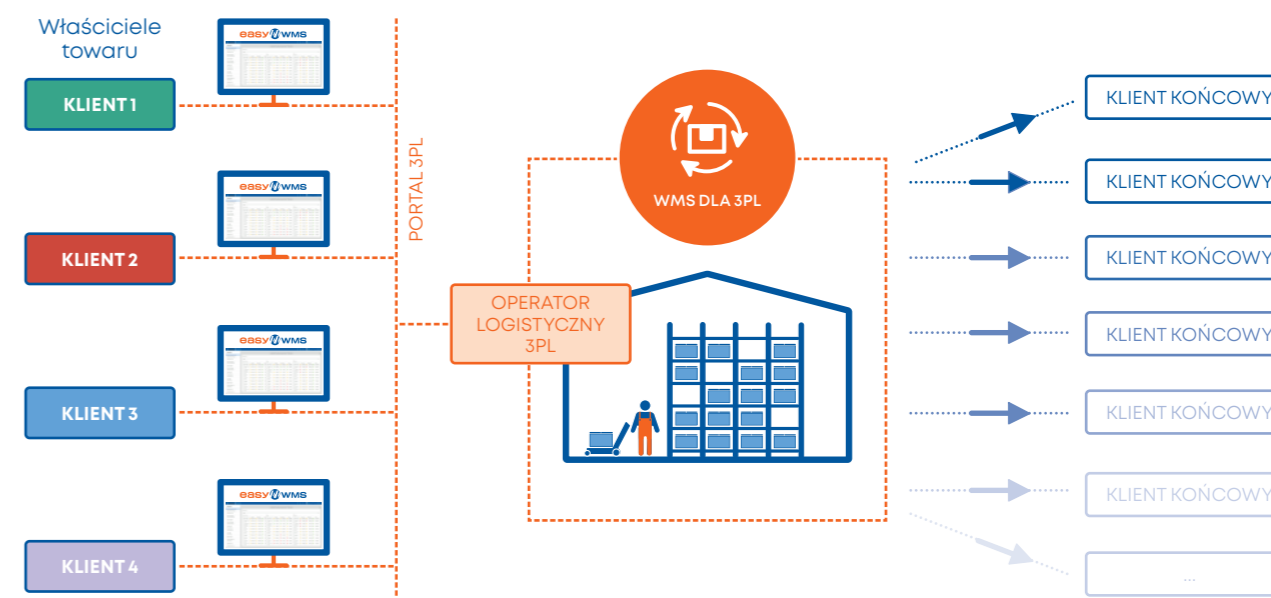 Właściciele
towaru
easy WMS
KLIENT 1
easy WMS
KLIENT 2
easy WMS
KLIENT 3
easy WMS
KLIENT 4
PORTAL 3PL
WMS DLA 3PL
OPERATOR
LOGISTYCZNY
3PL
KLIENT KOŃCOWY
KLIENT KOŃCOWY
KLIENT KOŃCOWY
KLIENT KOŃCOWY
KLIENT KOŃCOWY
KLIENT KOŃCOWY
...